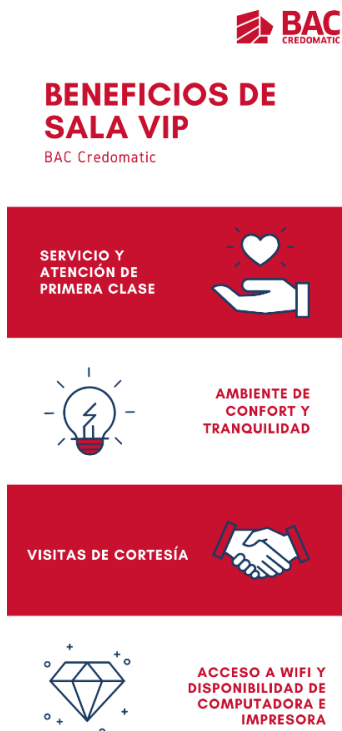 BAC
CREDOMATIC
BENEFICIOS DE
SALA VIP
BAC Credomatic
SERVICIO Y
ATENCIÓN DE
PRIMERA CLASE
AMBIENTE DE
CONFORT Y
TRANQUILIDAD
VISITAS DE CORTESÍA
ACCESO A WIFI Y
DISPONIBILIDAD DE
COMPUTADORA E
IMPRESORA